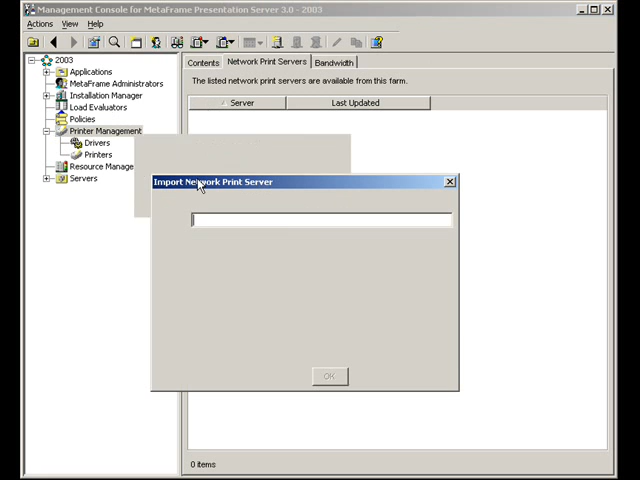 Management Console for MetaFrame Presentation Server 3.0 - 2003
Actions View Help
2003
Applications
MetaFrame Administrators
Installation Manager
Load Evaluators
Policies
Printer Management
Drivers
Printers
Resource Manage
Servers
Contents Network Print Servers Bandwidth
The listed network print servers are available from this farm.
Server Last Updated
Import Network Print Server
OK
0 items